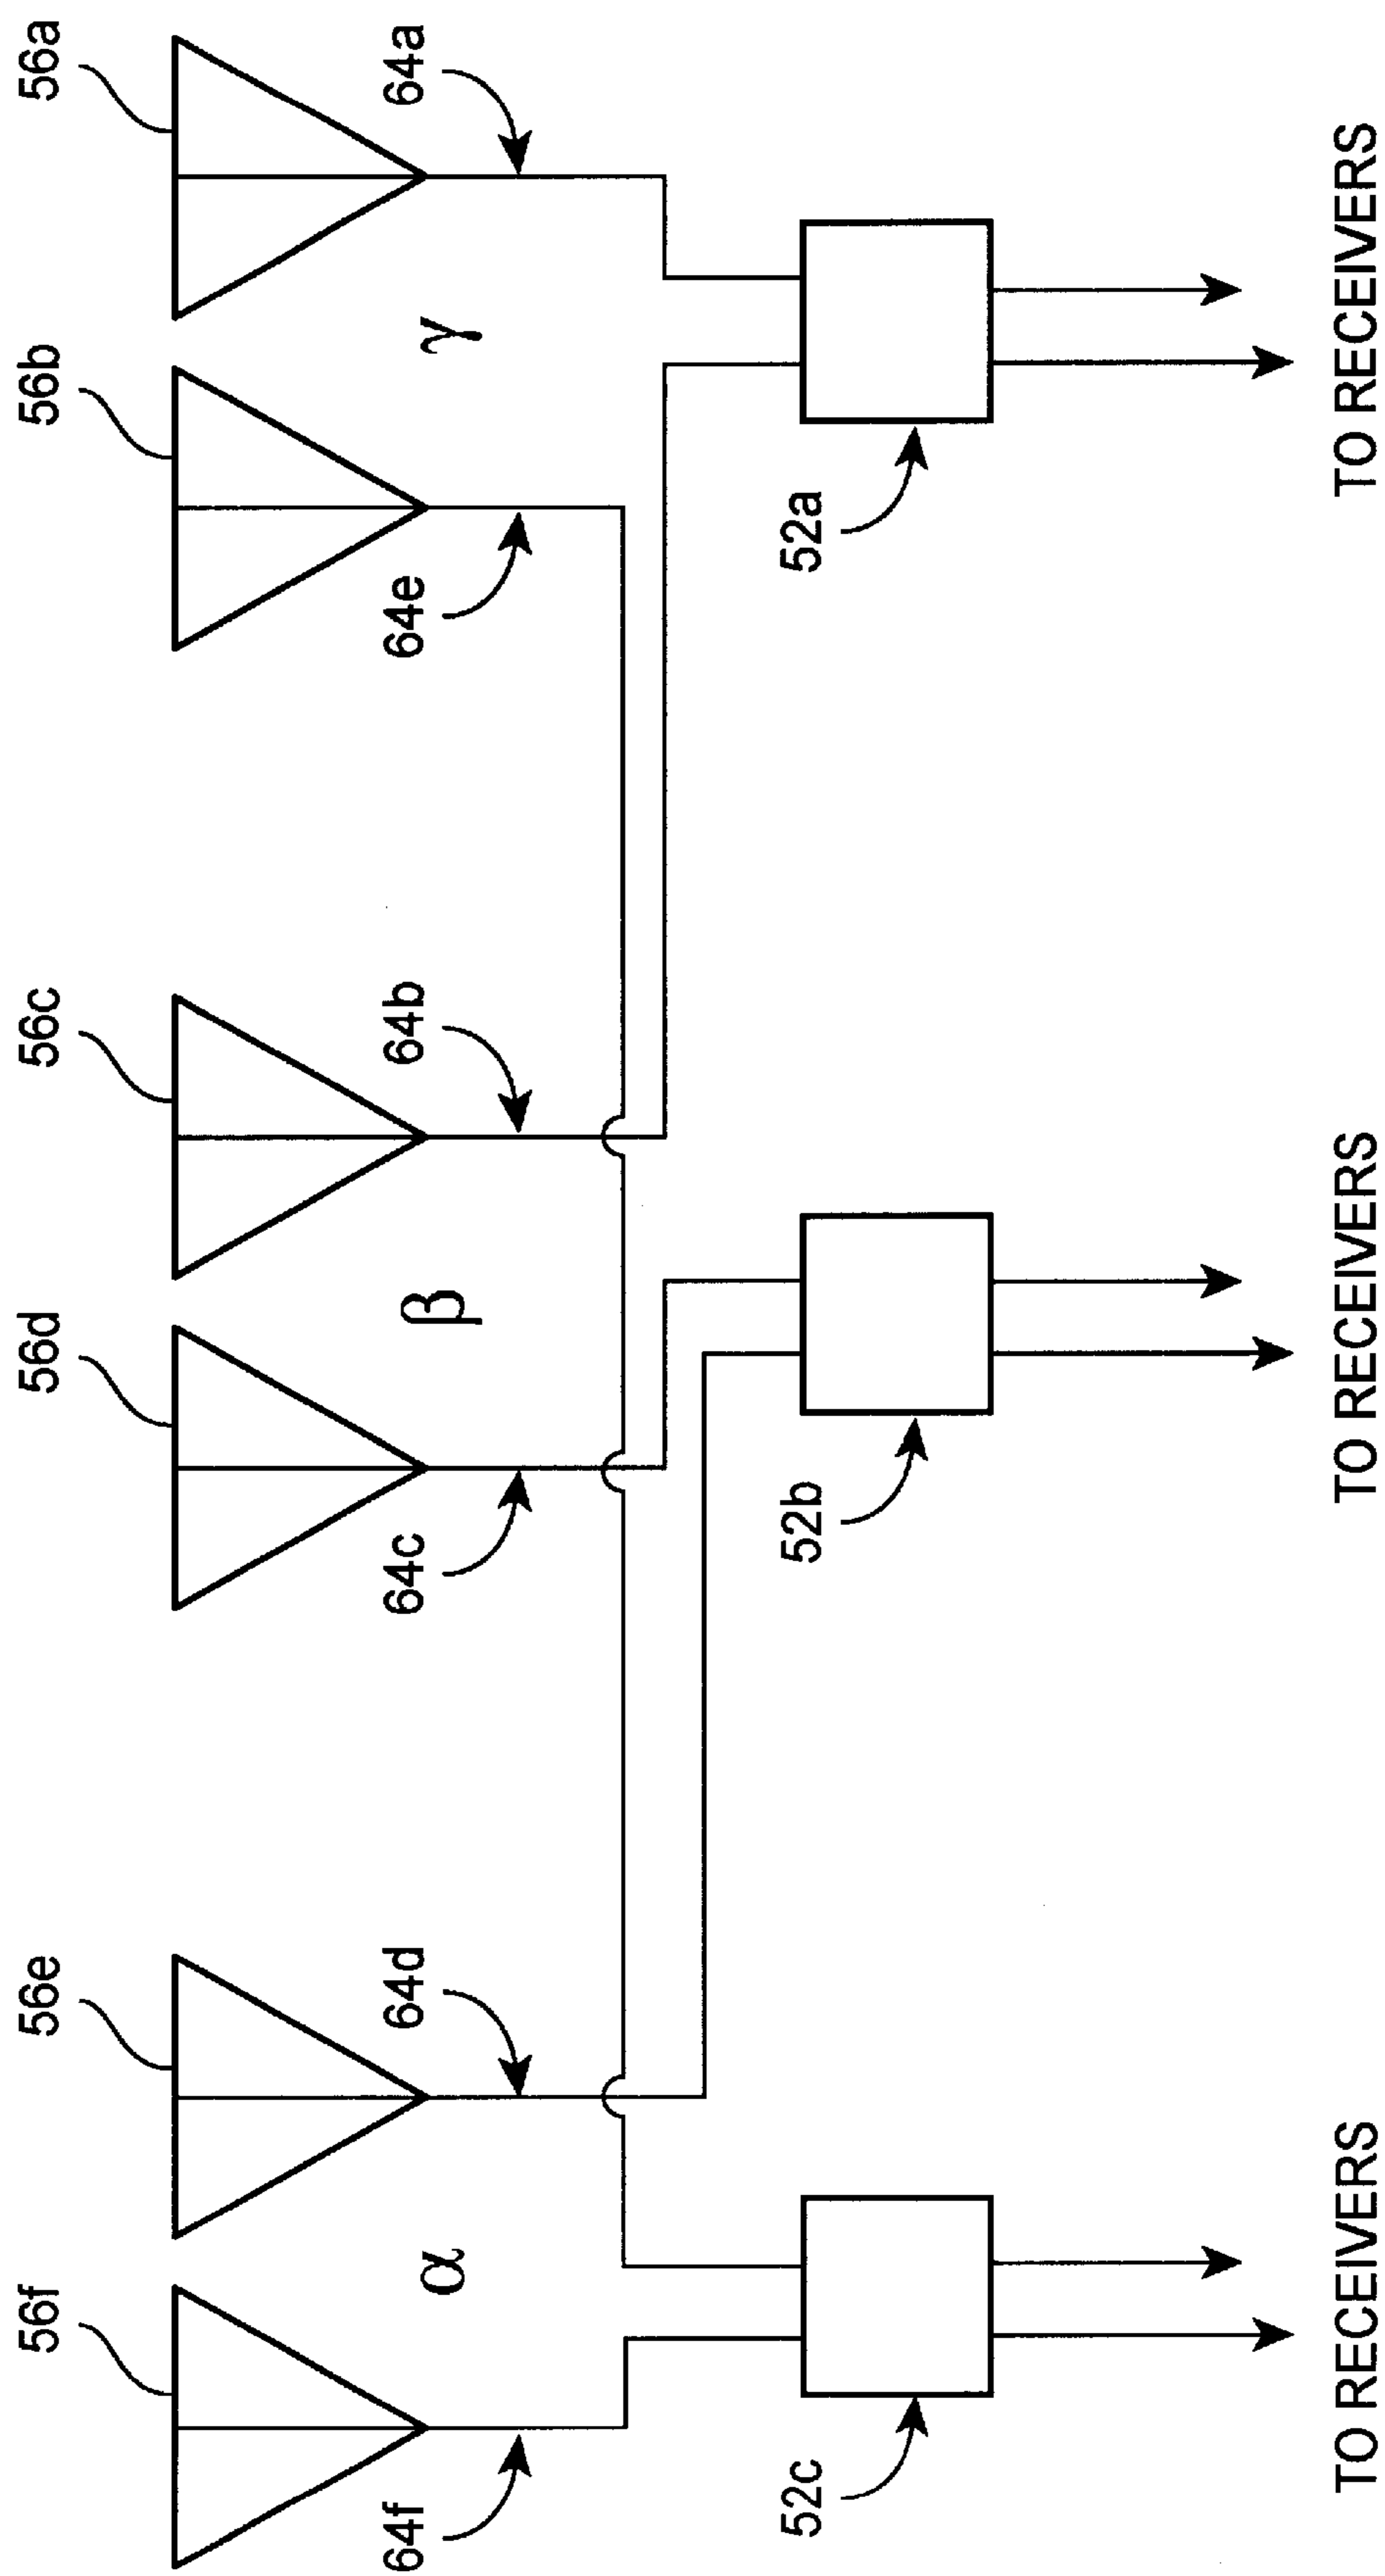 56f
56e
56d
56c
56b
56a
64f
α
64d
64c
β
64b
64e
γ
64a
52c
52b
52a
TO RECEIVERS
TO RECEIVERS
TO RECEIVERS